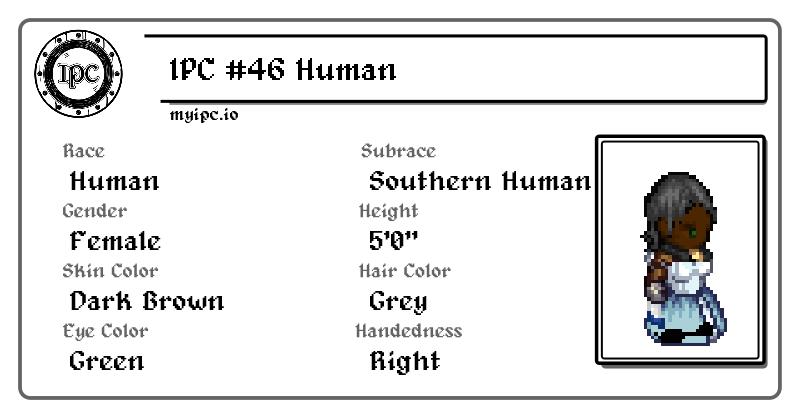 IPC
IPC #46 Human
myipc.io
Race
Subrace
Human
Southern Human
Gender
Height
Female
5'0"
Skin Color
Hair Color
Dark Brown
Grey
Eye Color
Handedness
Green
Right